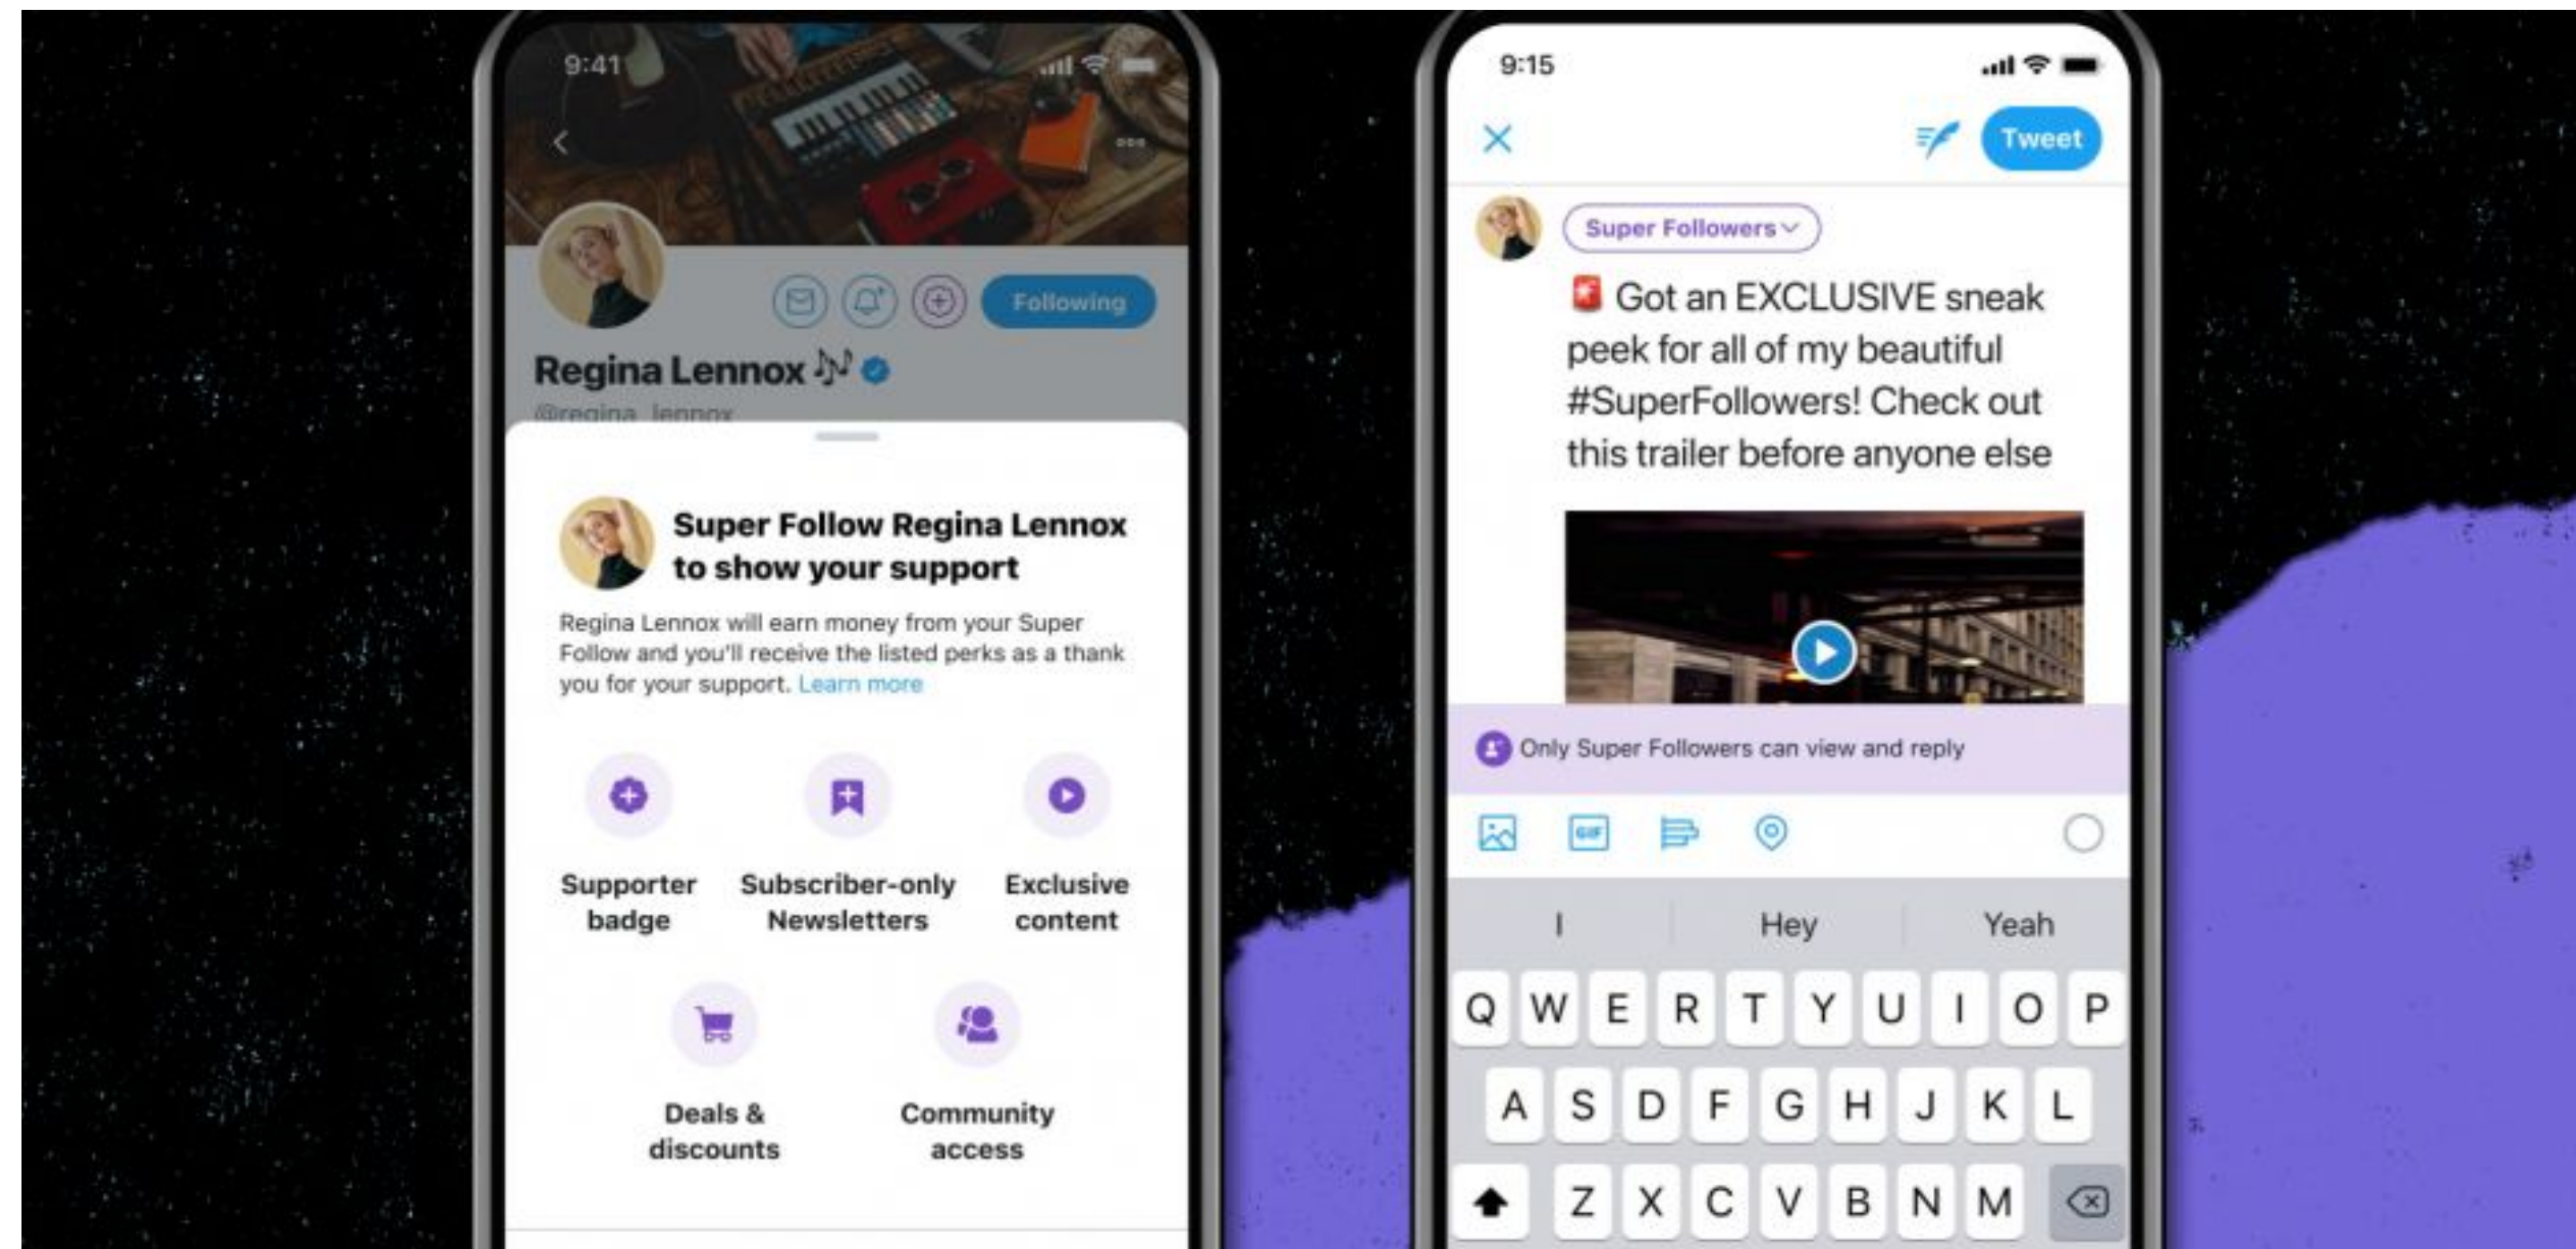 9:41
Following
Regina Lennox
@regina_lennox
Super Follow Regina Lennox
to show your support
Regina Lennox will earn money from your Super
Follow and you'll receive the listed perks as a thank
you for your support. Learn more
Supporter
badge
Subscriber-only
Newsletters
Exclusive
content
Deals &
discounts
Community
access
9:15
Tweet
Super Followers
Got an EXCLUSIVE sneak
peek for all of my beautiful
#SuperFollowers! Check out
this trailer before anyone else
Only Super Followers can view and reply
GIF
I Hey Yeah
Q W E R T Y U I O P
A S D F G H J K L
Z X C V B N M